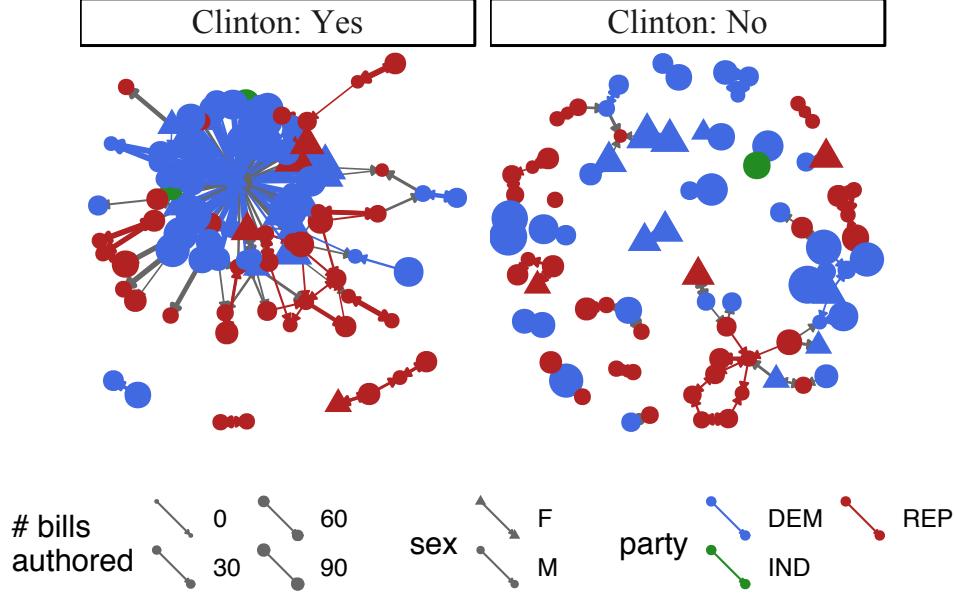 Clinton: Yes
Clinton: No
# bills authored
0
30
60
90
sex
F
M
party
DEM
IND
REP